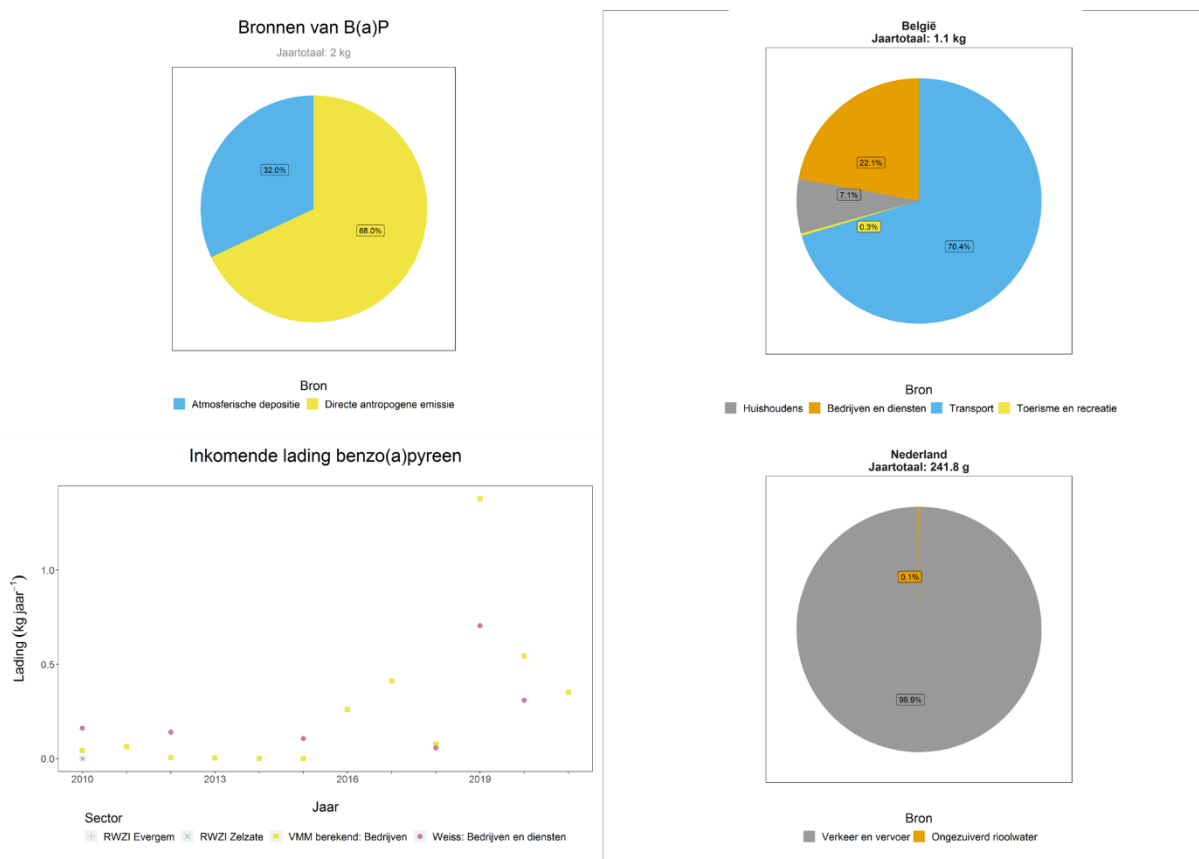 Bronnen van B(a)P
Jaartotaal: 2 kg
32.0%
68.0%
Bron
Atmosferische depositie Directe antropogene emissie
België
Jaartotaal: 1.1 kg
22.1%
7.1%
0.3%
70.4%
Bron
Huishoudens Bedrijven en diensten Transport Toerisme en recreatie
Inkomende lading benzo(a)pyreen
Lading (kg jaar⁻¹)
1.0
0.5
0.0
2010 2013 2016 2019
Jaar
Sector
RWZI Evergem RWZI Zelzate VMM berekend: Bedrijven Weiss: Bedrijven en diensten
Nederland
Jaartotaal: 241.8 g
0.1%
99.9%
Bron
Verkeer en vervoer Ongezuiverd rioolwater